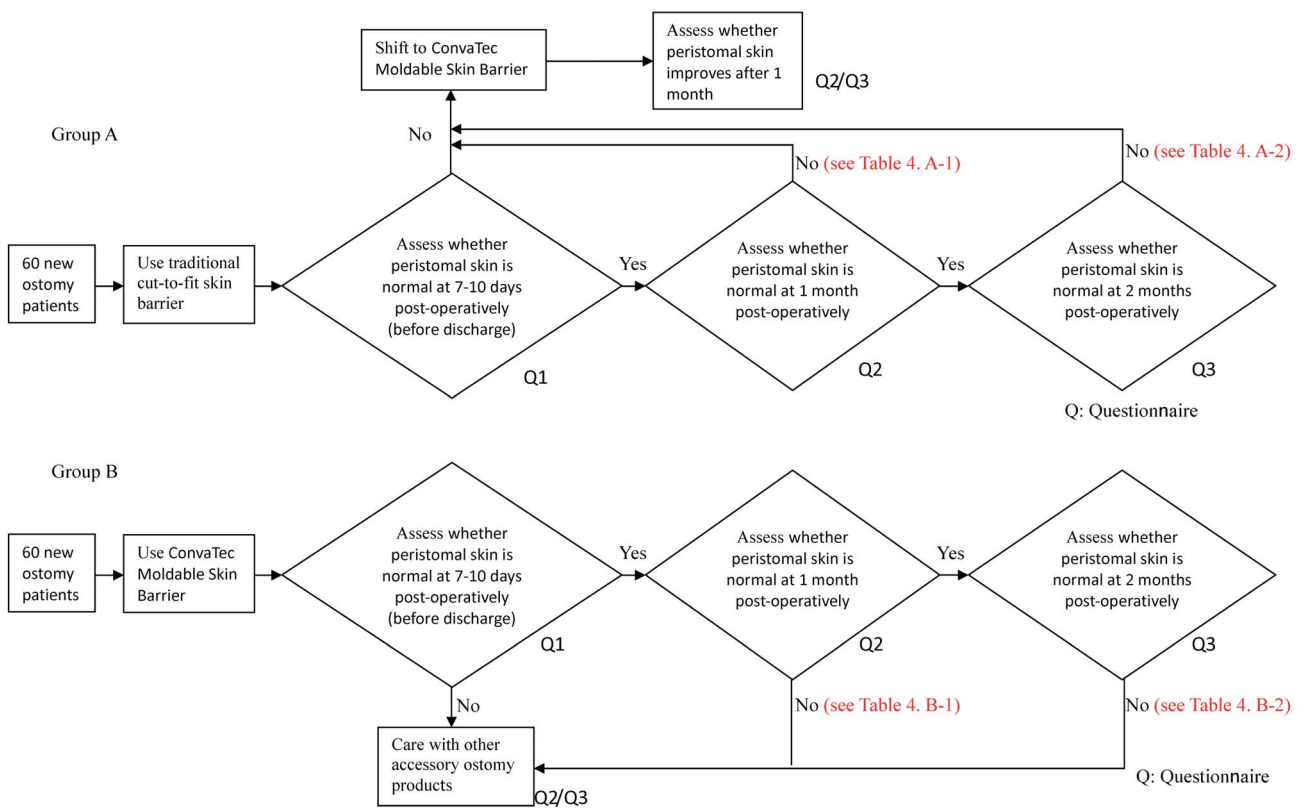 Shift to ConvaTec
Moldable Skin Barrier
Assess whether
peristomal skin
improves after 1
month
Q2/Q3
Group A
No
No (see Table 4. A-1)
No (see Table 4. A-2)
60 new
ostomy
patients
Use traditional
cut-to-fit skin
barrier
Assess whether
peristomal skin is
normal at 7-10 days
post-operatively
(before discharge)
Q1
Yes
Assess whether
peristomal skin is
normal at 1 month
post-operatively
Q2
Yes
Assess whether
peristomal skin is
normal at 2 months
post-operatively
Q3
Q: Questionnaire
Group B
60 new
ostomy
patients
Use ConvaTec
Moldable Skin
Barrier
Assess whether
peristomal skin is
normal at 7-10 days
post-operatively
(before discharge)
Q1
Yes
Assess whether
peristomal skin is
normal at 1 month
post-operatively
Q2
Yes
Assess whether
peristomal skin is
normal at 2 months
post-operatively
Q3
No
No (see Table 4. B-1)
No (see Table 4. B-2)
Care with other
accessory ostomy
products
Q2/Q3
Q: Questionnaire